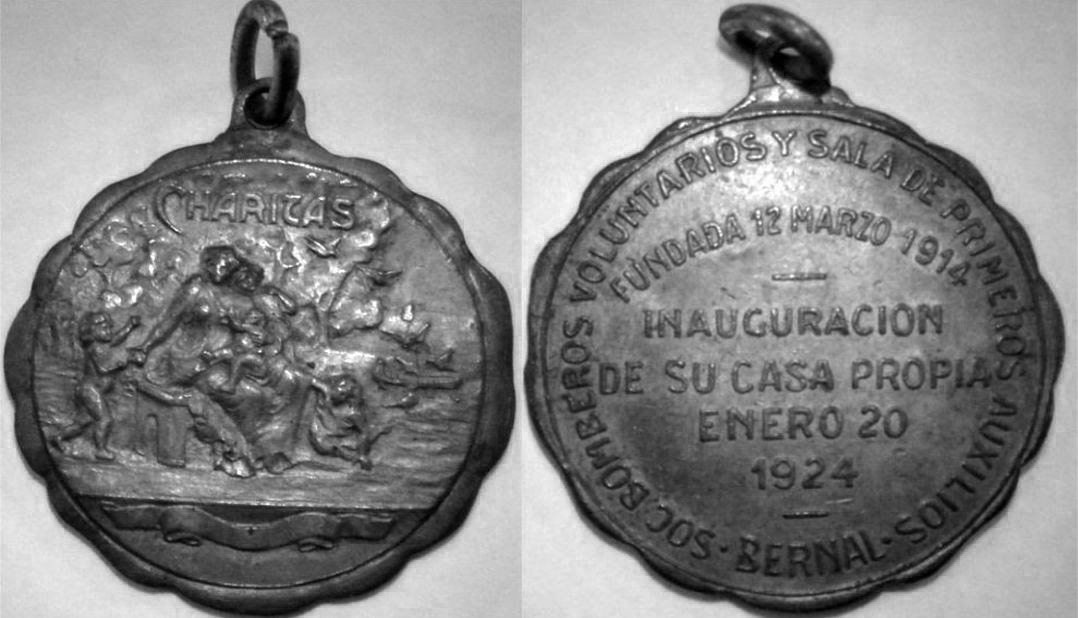 CHARITAS
SOC. BOMBEROS VOLUNTARIOS Y SALA DE PRIMEROS AUXILIOS · BERNAL ·
FUNDADA 12 MARZO 1914
INAUGURACION
DE SU CASA PROPIA
ENERO 20
1924